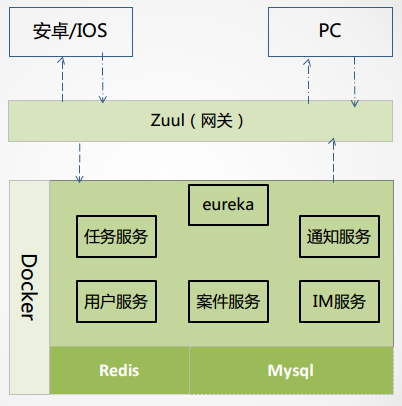 安卓/IOS
PC
Zuul（网关）
Docker
eureka
任务服务
通知服务
用户服务
案件服务
IM服务
Redis
Mysql